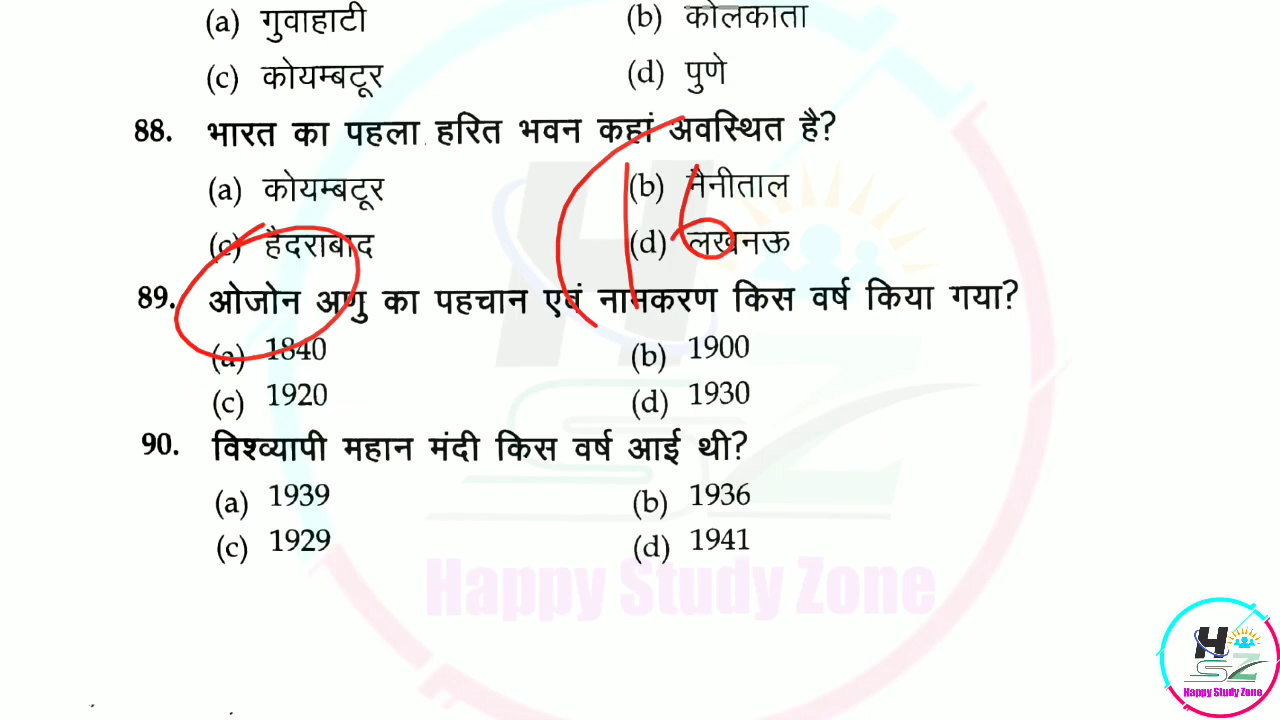 (a) गुवाहाटी (b) कोलकाता
(c) कोयम्बटूर (d) पुणे
88. भारत का पहला हरित भवन कहां अवस्थित है?
(a) कोयम्बटूर (b) नैनीताल
(c) हैदराबाद (d) लखनऊ
89. ओजोन अणु का पहचान एवं नामकरण किस वर्ष किया गया?
(a) 1840 (b) 1900
(c) 1920 (d) 1930
90. विश्व्यापी महान मंदी किस वर्ष आई थी?
(a) 1939 (b) 1936
(c) 1929 (d) 1941
Happy Study Zone
HSZ
Happy Study Zone
16